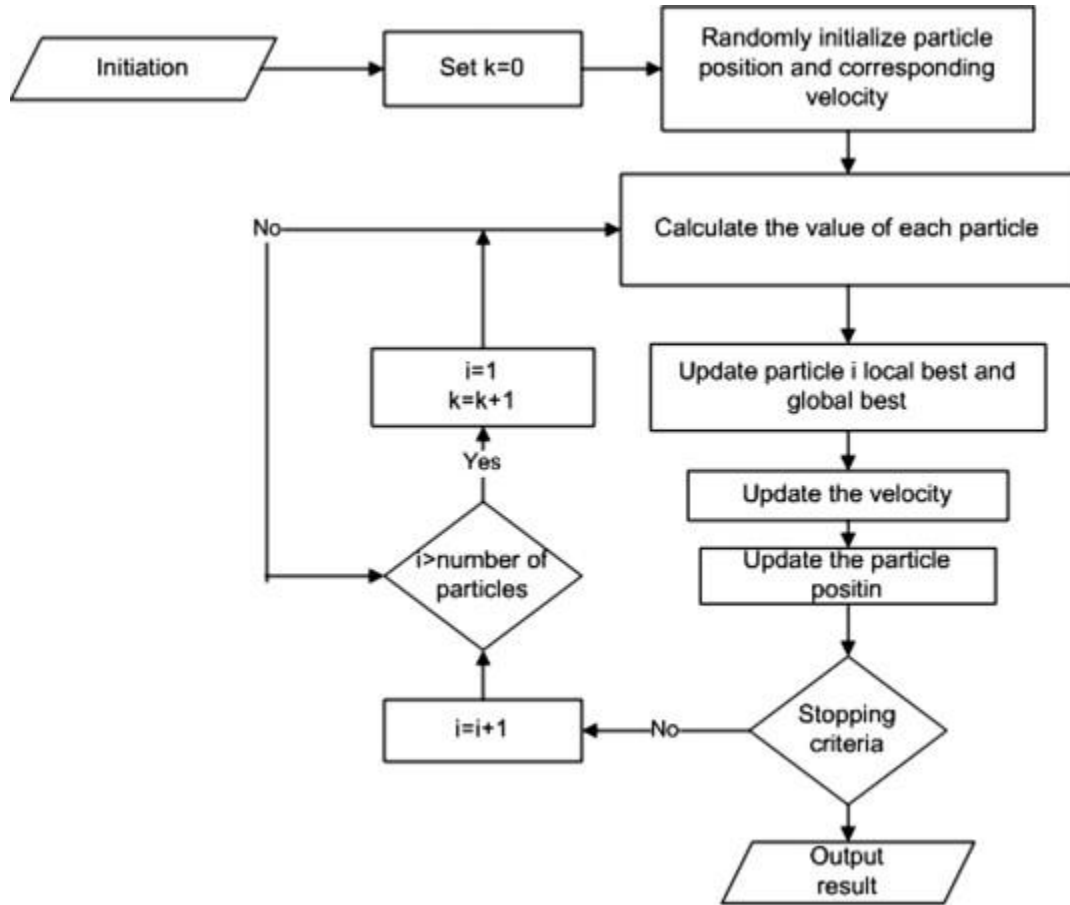 Initiation
Set k=0
Randomly initialize particle
position and corresponding
velocity
No
Calculate the value of each particle
i=1
k=k+1
Update particle i local best and
global best
Yes
Update the velocity
i>number of
particles
Update the particle
positin
i=i+1
No
Stopping
criteria
Output
result